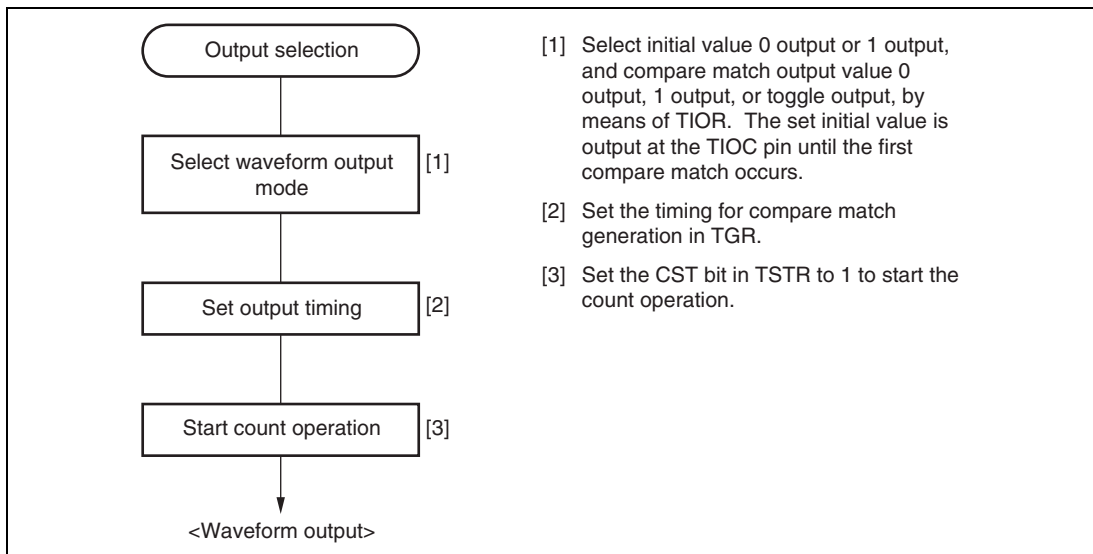 Output selection
Select waveform output
mode
[1]
Set output timing
[2]
Start count operation
[3]
<Waveform output>
[1] Select initial value 0 output or 1 output,
and compare match output value 0
output, 1 output, or toggle output, by
means of TIOR. The set initial value is
output at the TIOC pin until the first
compare match occurs.
[2] Set the timing for compare match
generation in TGR.
[3] Set the CST bit in TSTR to 1 to start the
count operation.